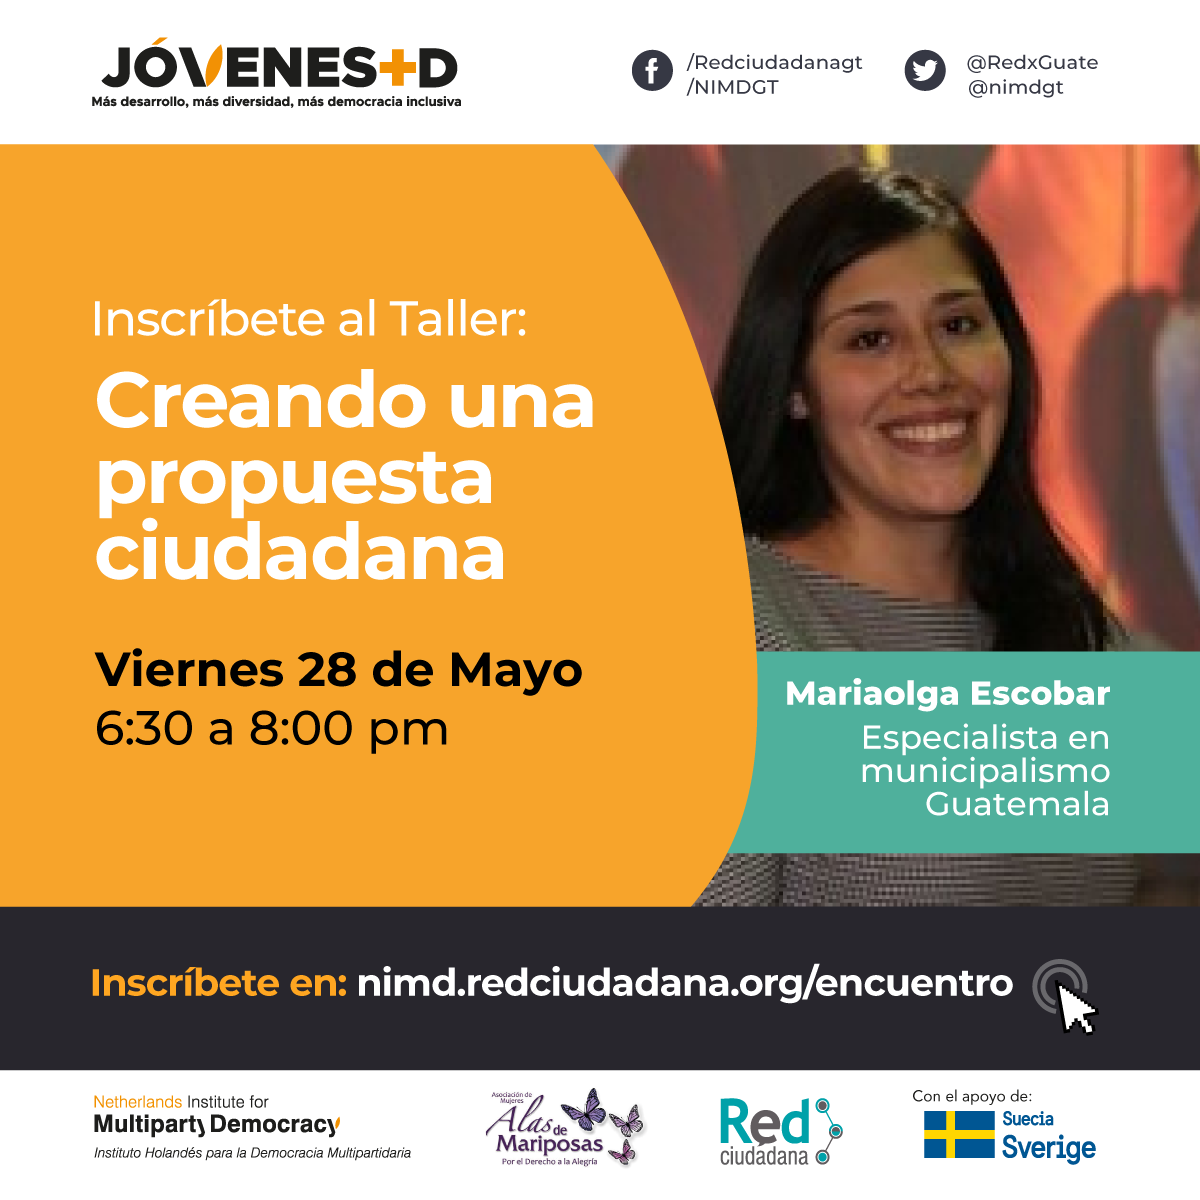 JÓVENES+D
Más desarrollo, más diversidad, más democracia inclusiva
/Redciudadanagt
/NIMDGT
@RedxGuate
@nimdgt
Inscríbete al Taller:
Creando una
propuesta
ciudadana
Viernes 28 de Mayo
6:30 a 8:00 pm
Mariaolga Escobar
Especialista en
municipalismo
Guatemala
Inscríbete en: nimd.redciudadana.org/encuentro
Netherlands Institute for
Multiparty Democracy
Instituto Holandés para la Democracia Multipartidaria
Asociación de
Mujeres
Alas de
Mariposas
Por el Derecho a la Alegría
Red
ciudadana
Con el apoyo de:
Suecia
Sverige